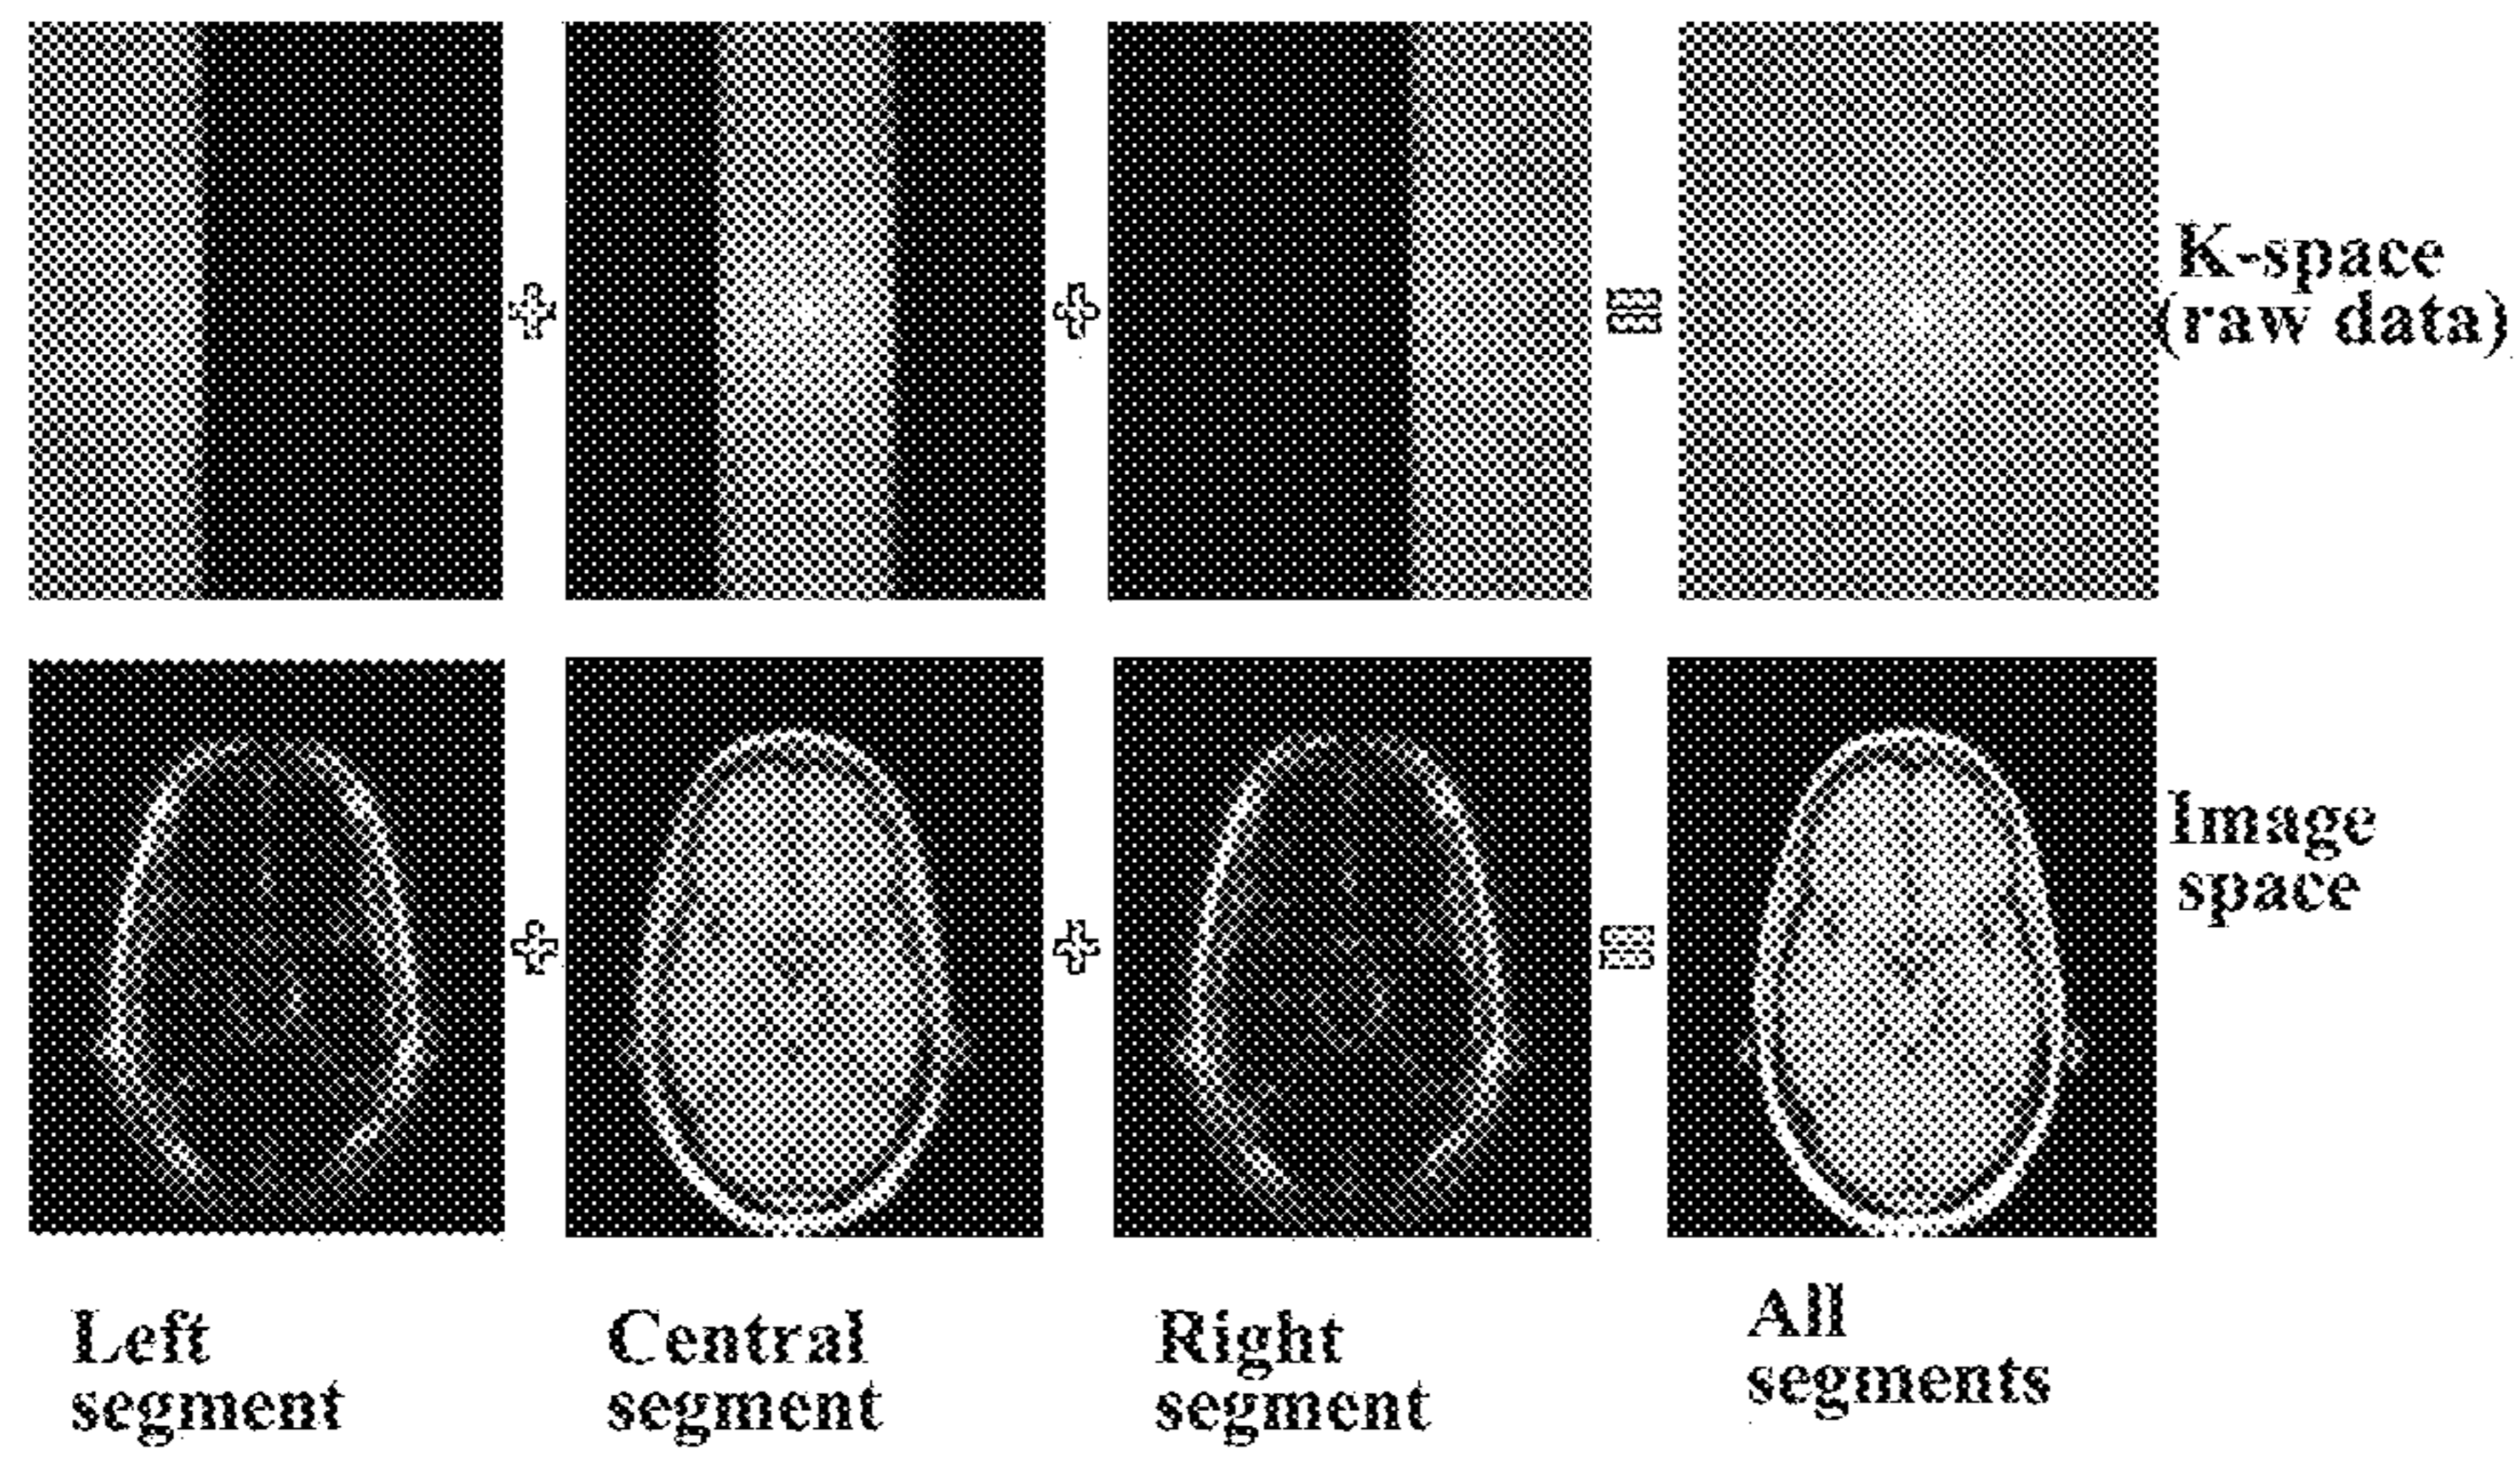 K-space
(raw data)
Image
space
Left
segment
Central
segment
Right
segment
All
segments